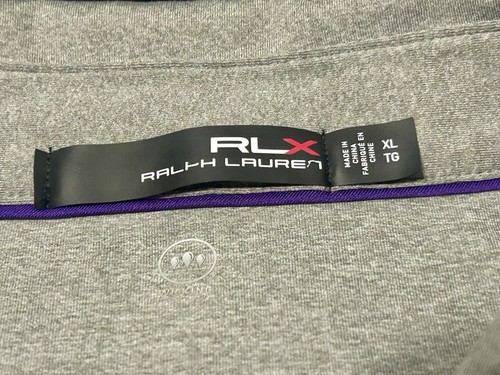 RLX
RALPH LAUREN
MADE IN
CHINA
FABRIQUÉ EN
CHINE
XL
TG